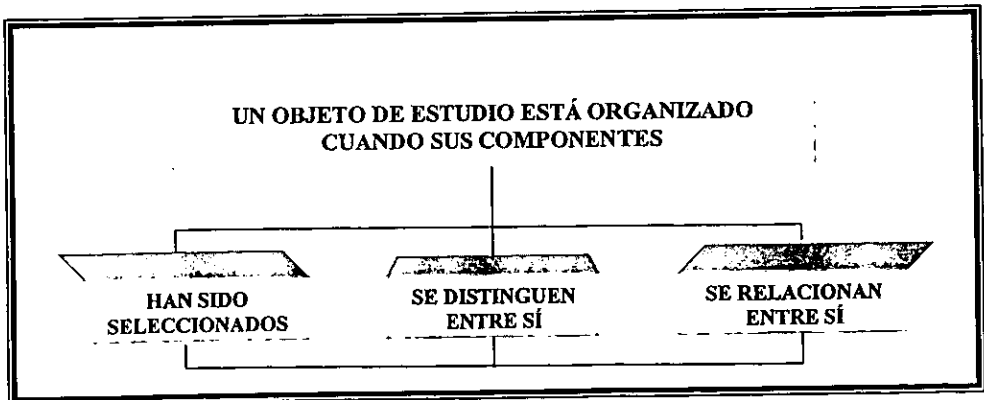 UN OBJETO DE ESTUDIO ESTÁ ORGANIZADO
CUANDO SUS COMPONENTES
HAN SIDO
SELECCIONADOS
SE DISTINGUEN
ENTRE SÍ
SE RELACIONAN
ENTRE SÍ